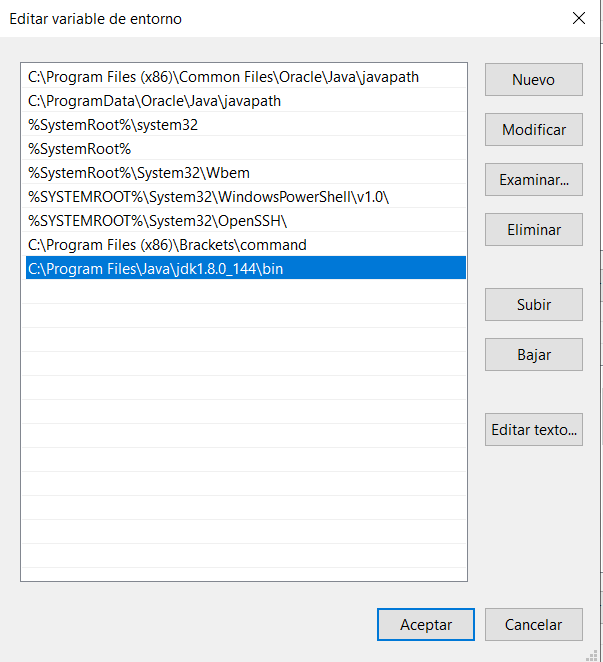 Editar variable de entorno
C:\Program Files (x86)\Common Files\Oracle\Java\javapath
C:\ProgramData\Oracle\Java\javapath
%SystemRoot%\system32
%SystemRoot%
%SystemRoot%\System32\Wbem
%SYSTEMROOT%\System32\WindowsPowerShell\v1.0\
%SYSTEMROOT%\System32\OpenSSH\
C:\Program Files (x86)\Brackets\command
C:\Program Files\Java\jdk1.8.0_144\bin
Nuevo
Modificar
Examinar...
Eliminar
Subir
Bajar
Editar texto...
Aceptar
Cancelar